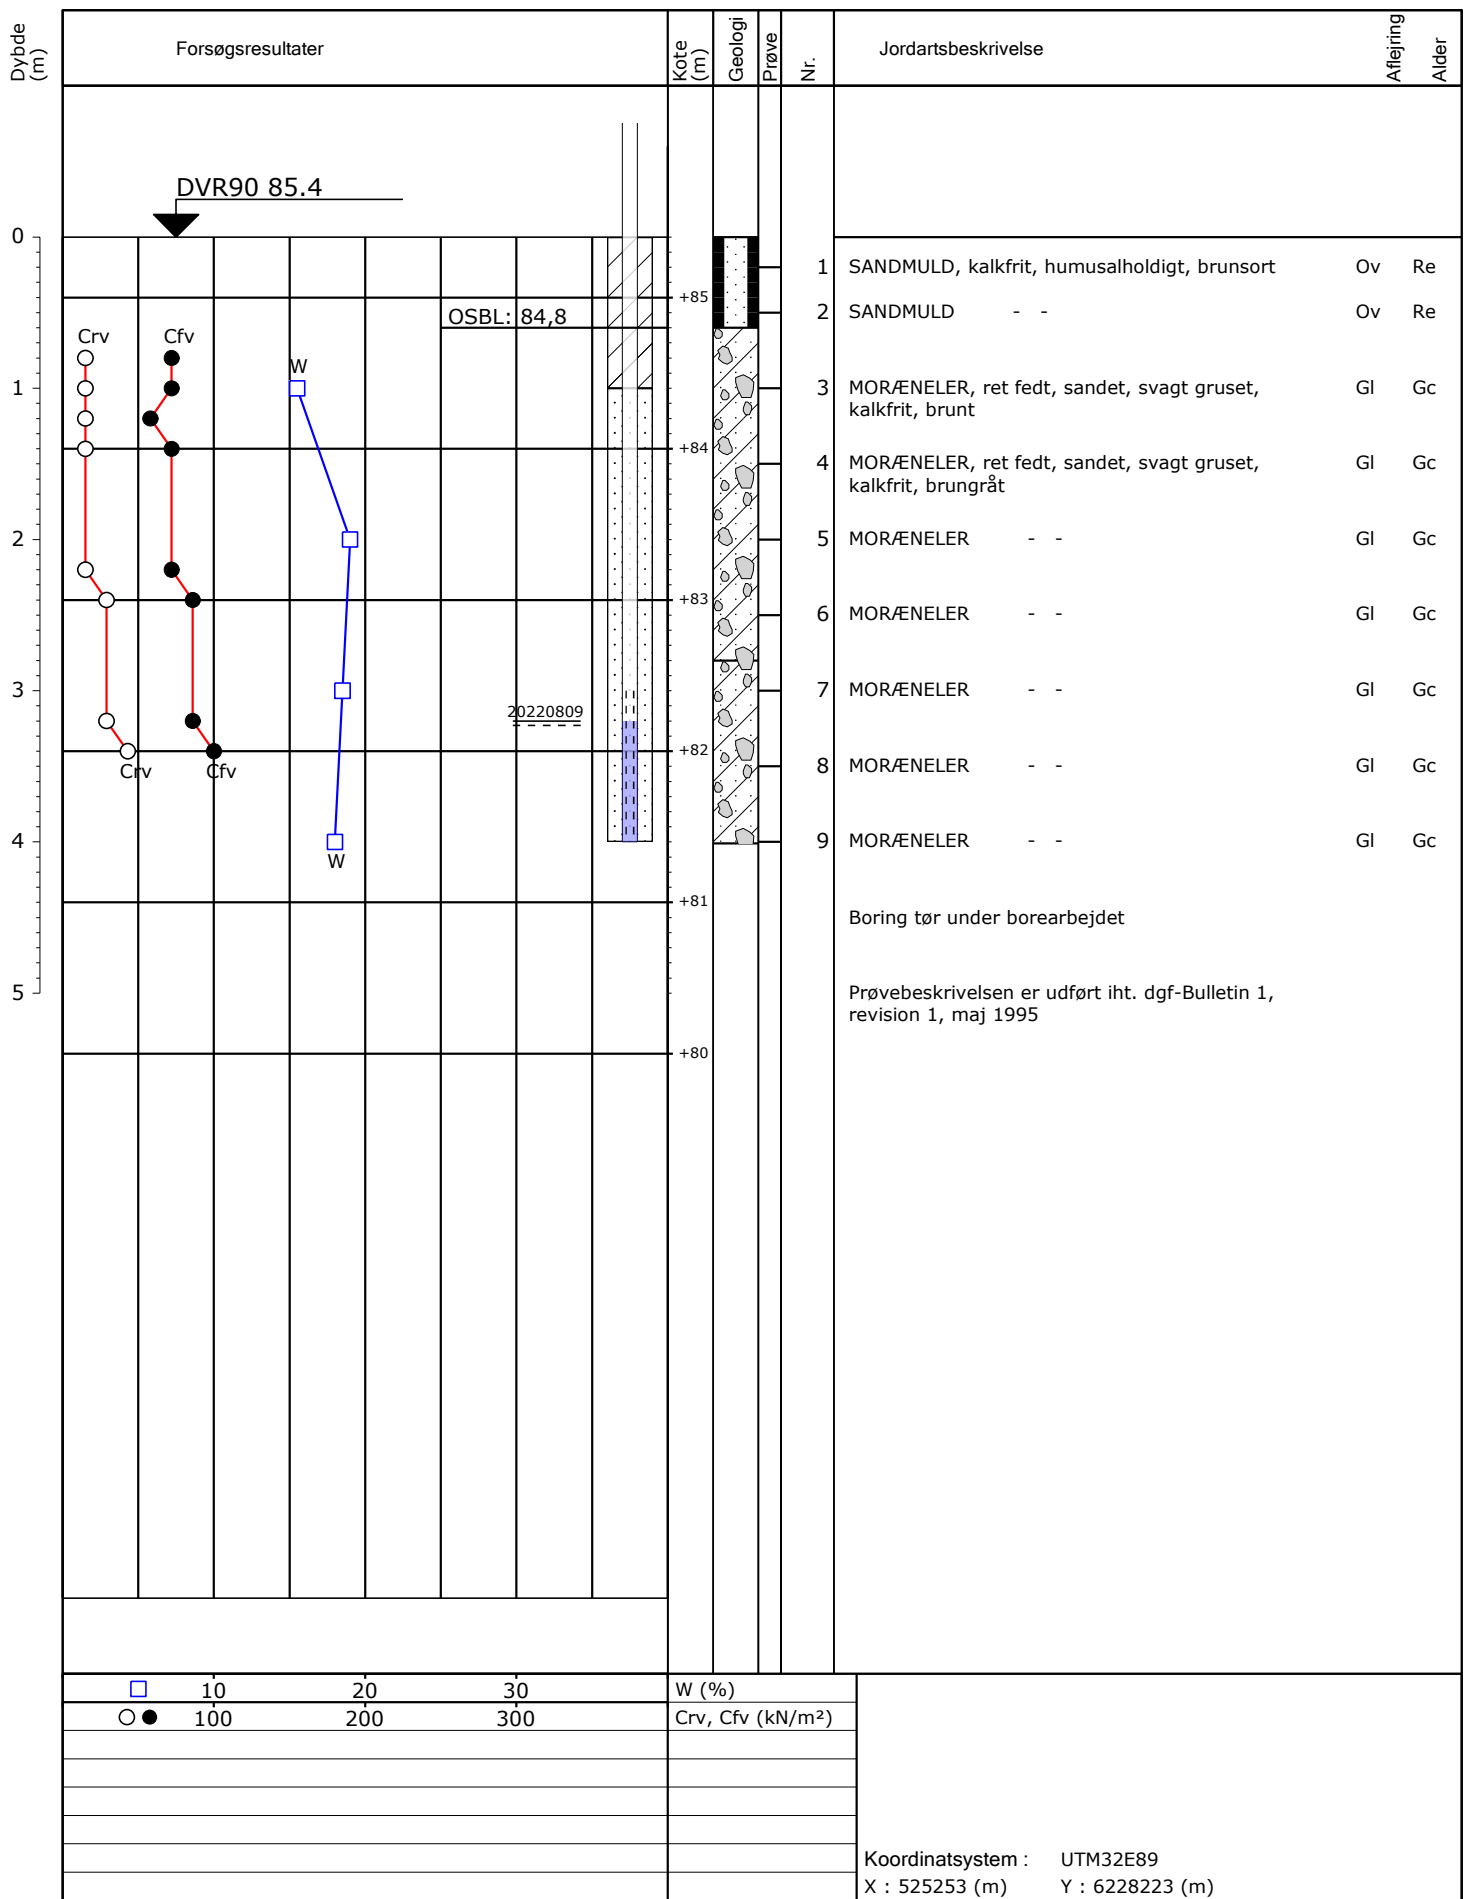 Dybde (m)
Forsøgsresultater
Kote (m)
Geologi
Prøve
Nr.
Jordartsbeskrivelse
Aflejring
Alder
DVR90 85.4
0
1 SANDMULD, kalkfrit, humusalholdigt, brunsort Ov Re
+85
OSBL: 84,8
2 SANDMULD - - Ov Re
Crv Cfv
W
1
3 MORÆNELER, ret fedt, sandet, svagt gruset, Gl Gc
kalkfrit, brunt
+84
4 MORÆNELER, ret fedt, sandet, svagt gruset, Gl Gc
kalkfrit, brungråt
2
5 MORÆNELER - - Gl Gc
+83
6 MORÆNELER - - Gl Gc
3
7 MORÆNELER - - Gl Gc
20220809
+82
Crv Cfv
8 MORÆNELER - - Gl Gc
4
9 MORÆNELER - - Gl Gc
W
+81
Boring tør under borearbejdet
5
Prøvebeskrivelsen er udført iht. dgf-Bulletin 1,
revision 1, maj 1995
+80
10 20 30 W (%)
100 200 300 Crv, Cfv (kN/m²)
Koordinatsystem : UTM32E89
X : 525253 (m) Y : 6228223 (m)